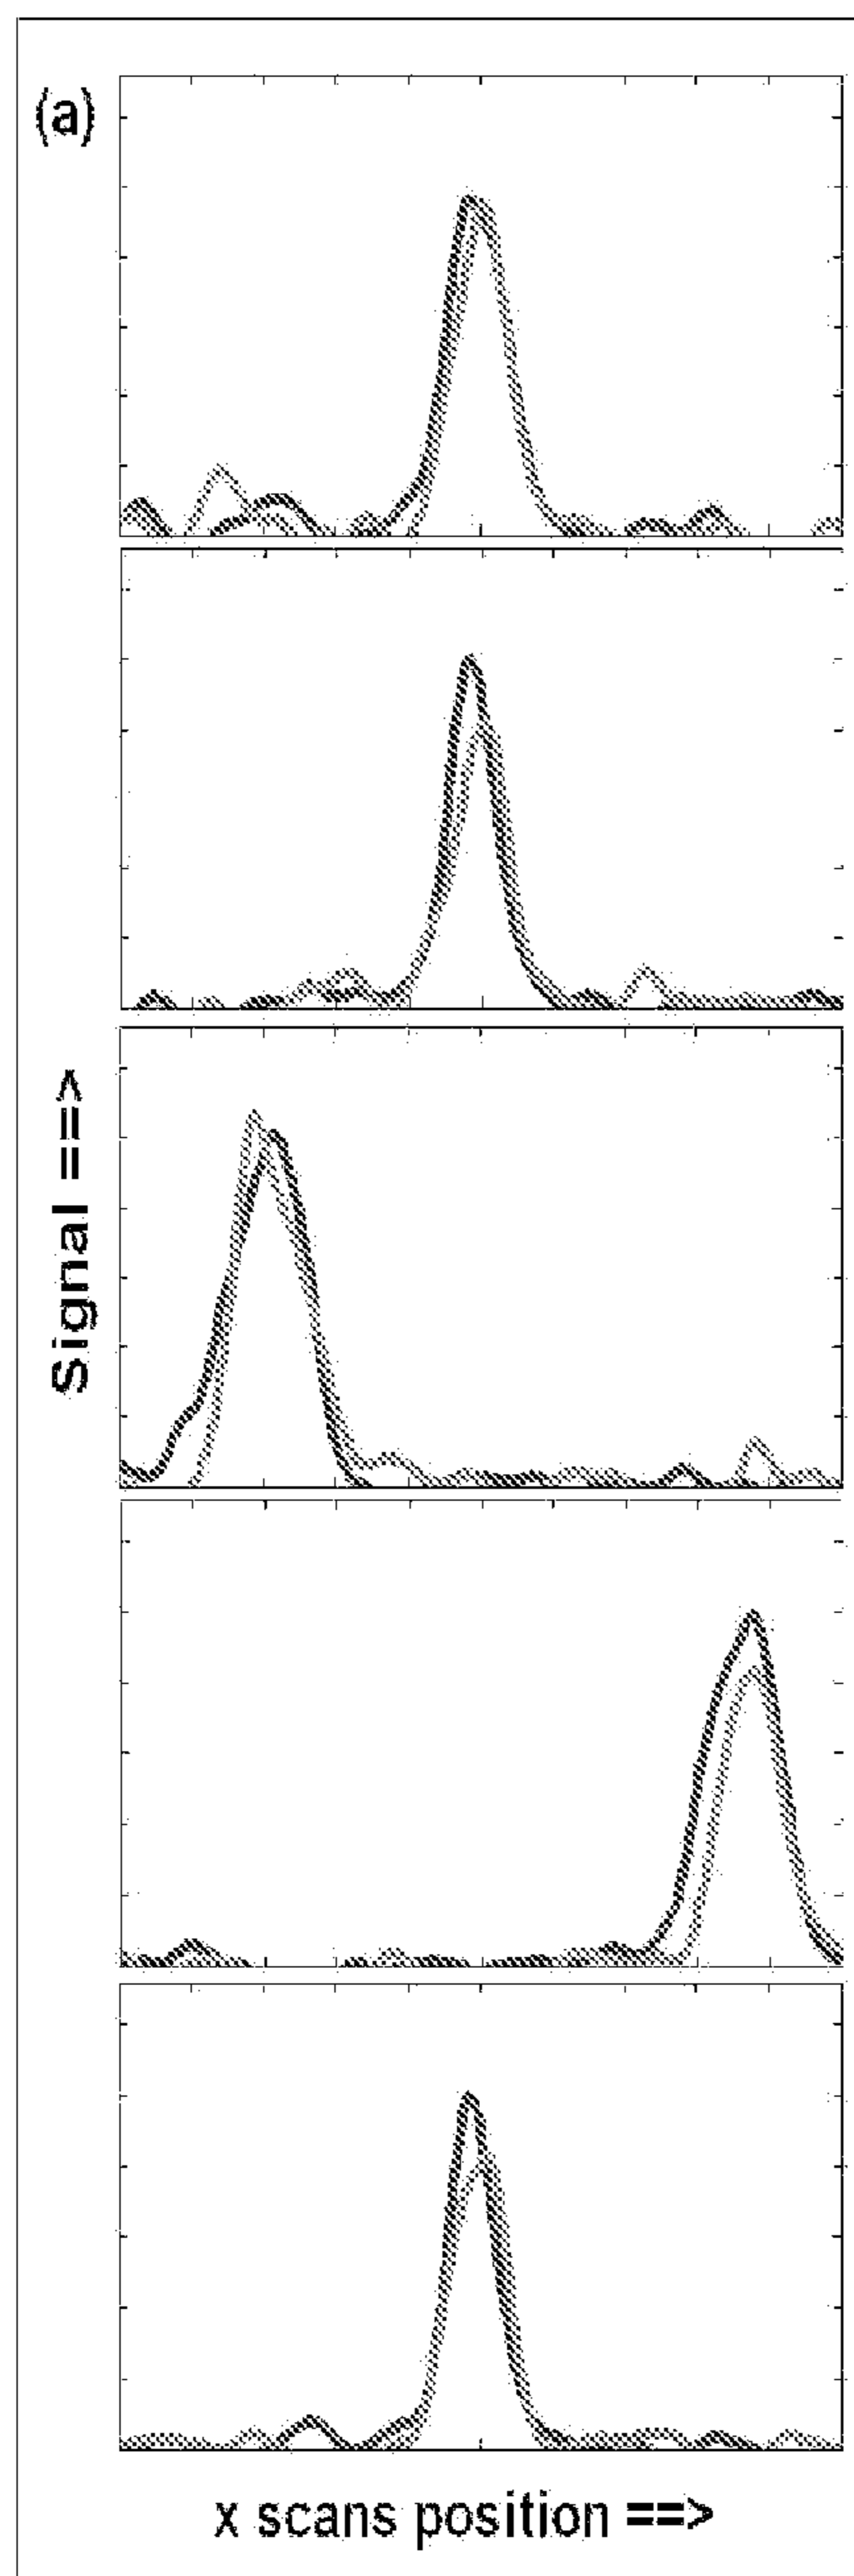 (a)
Signal ==>
x scans position ==>